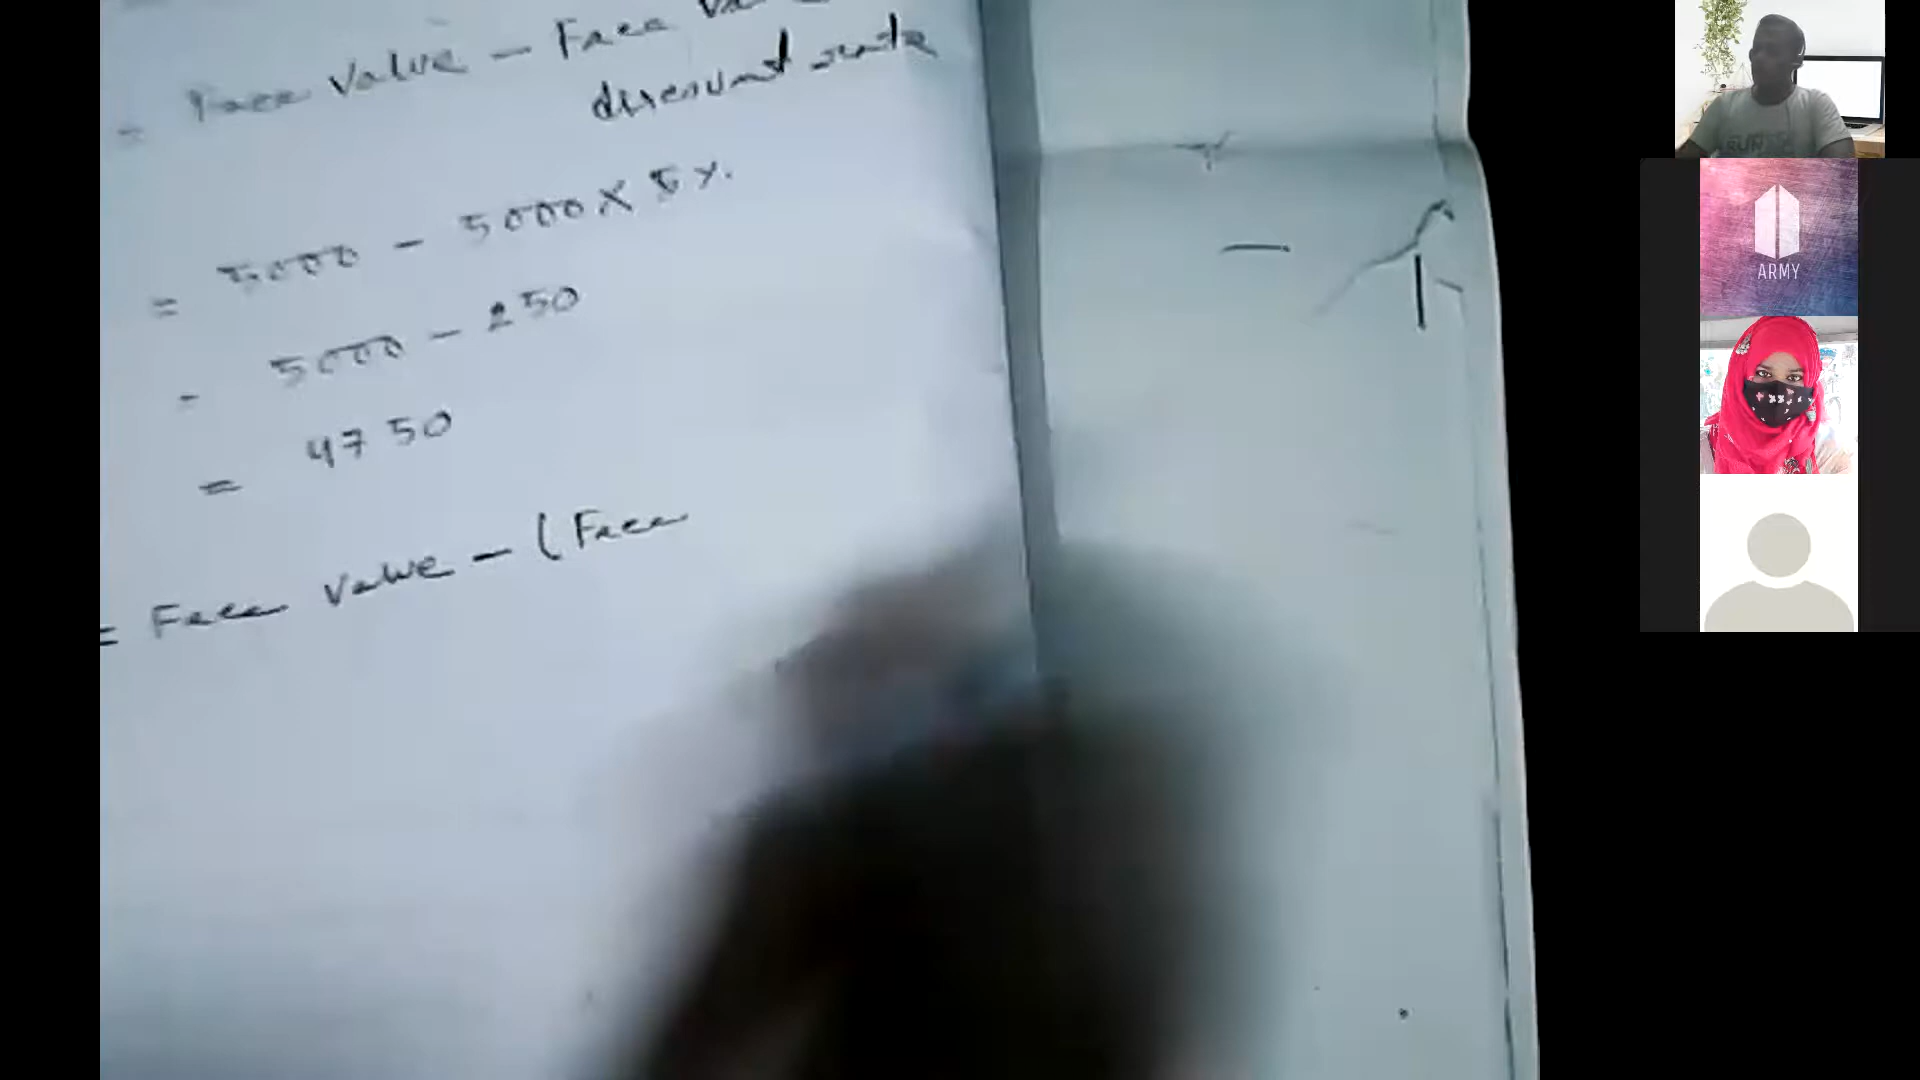 = Face Value - Face Va
discount rate
= 5000 - 5000 X 5%.
= 5000 - 250
= 4750
= Face Value - (Face
ARMY